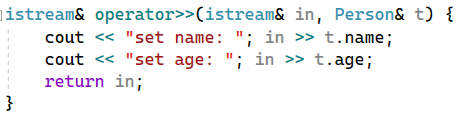 istream& operator>>(istream& in, Person& t) {
    cout << "set name: "; in >> t.name;
    cout << "set age: "; in >> t.age;
    return in;
}